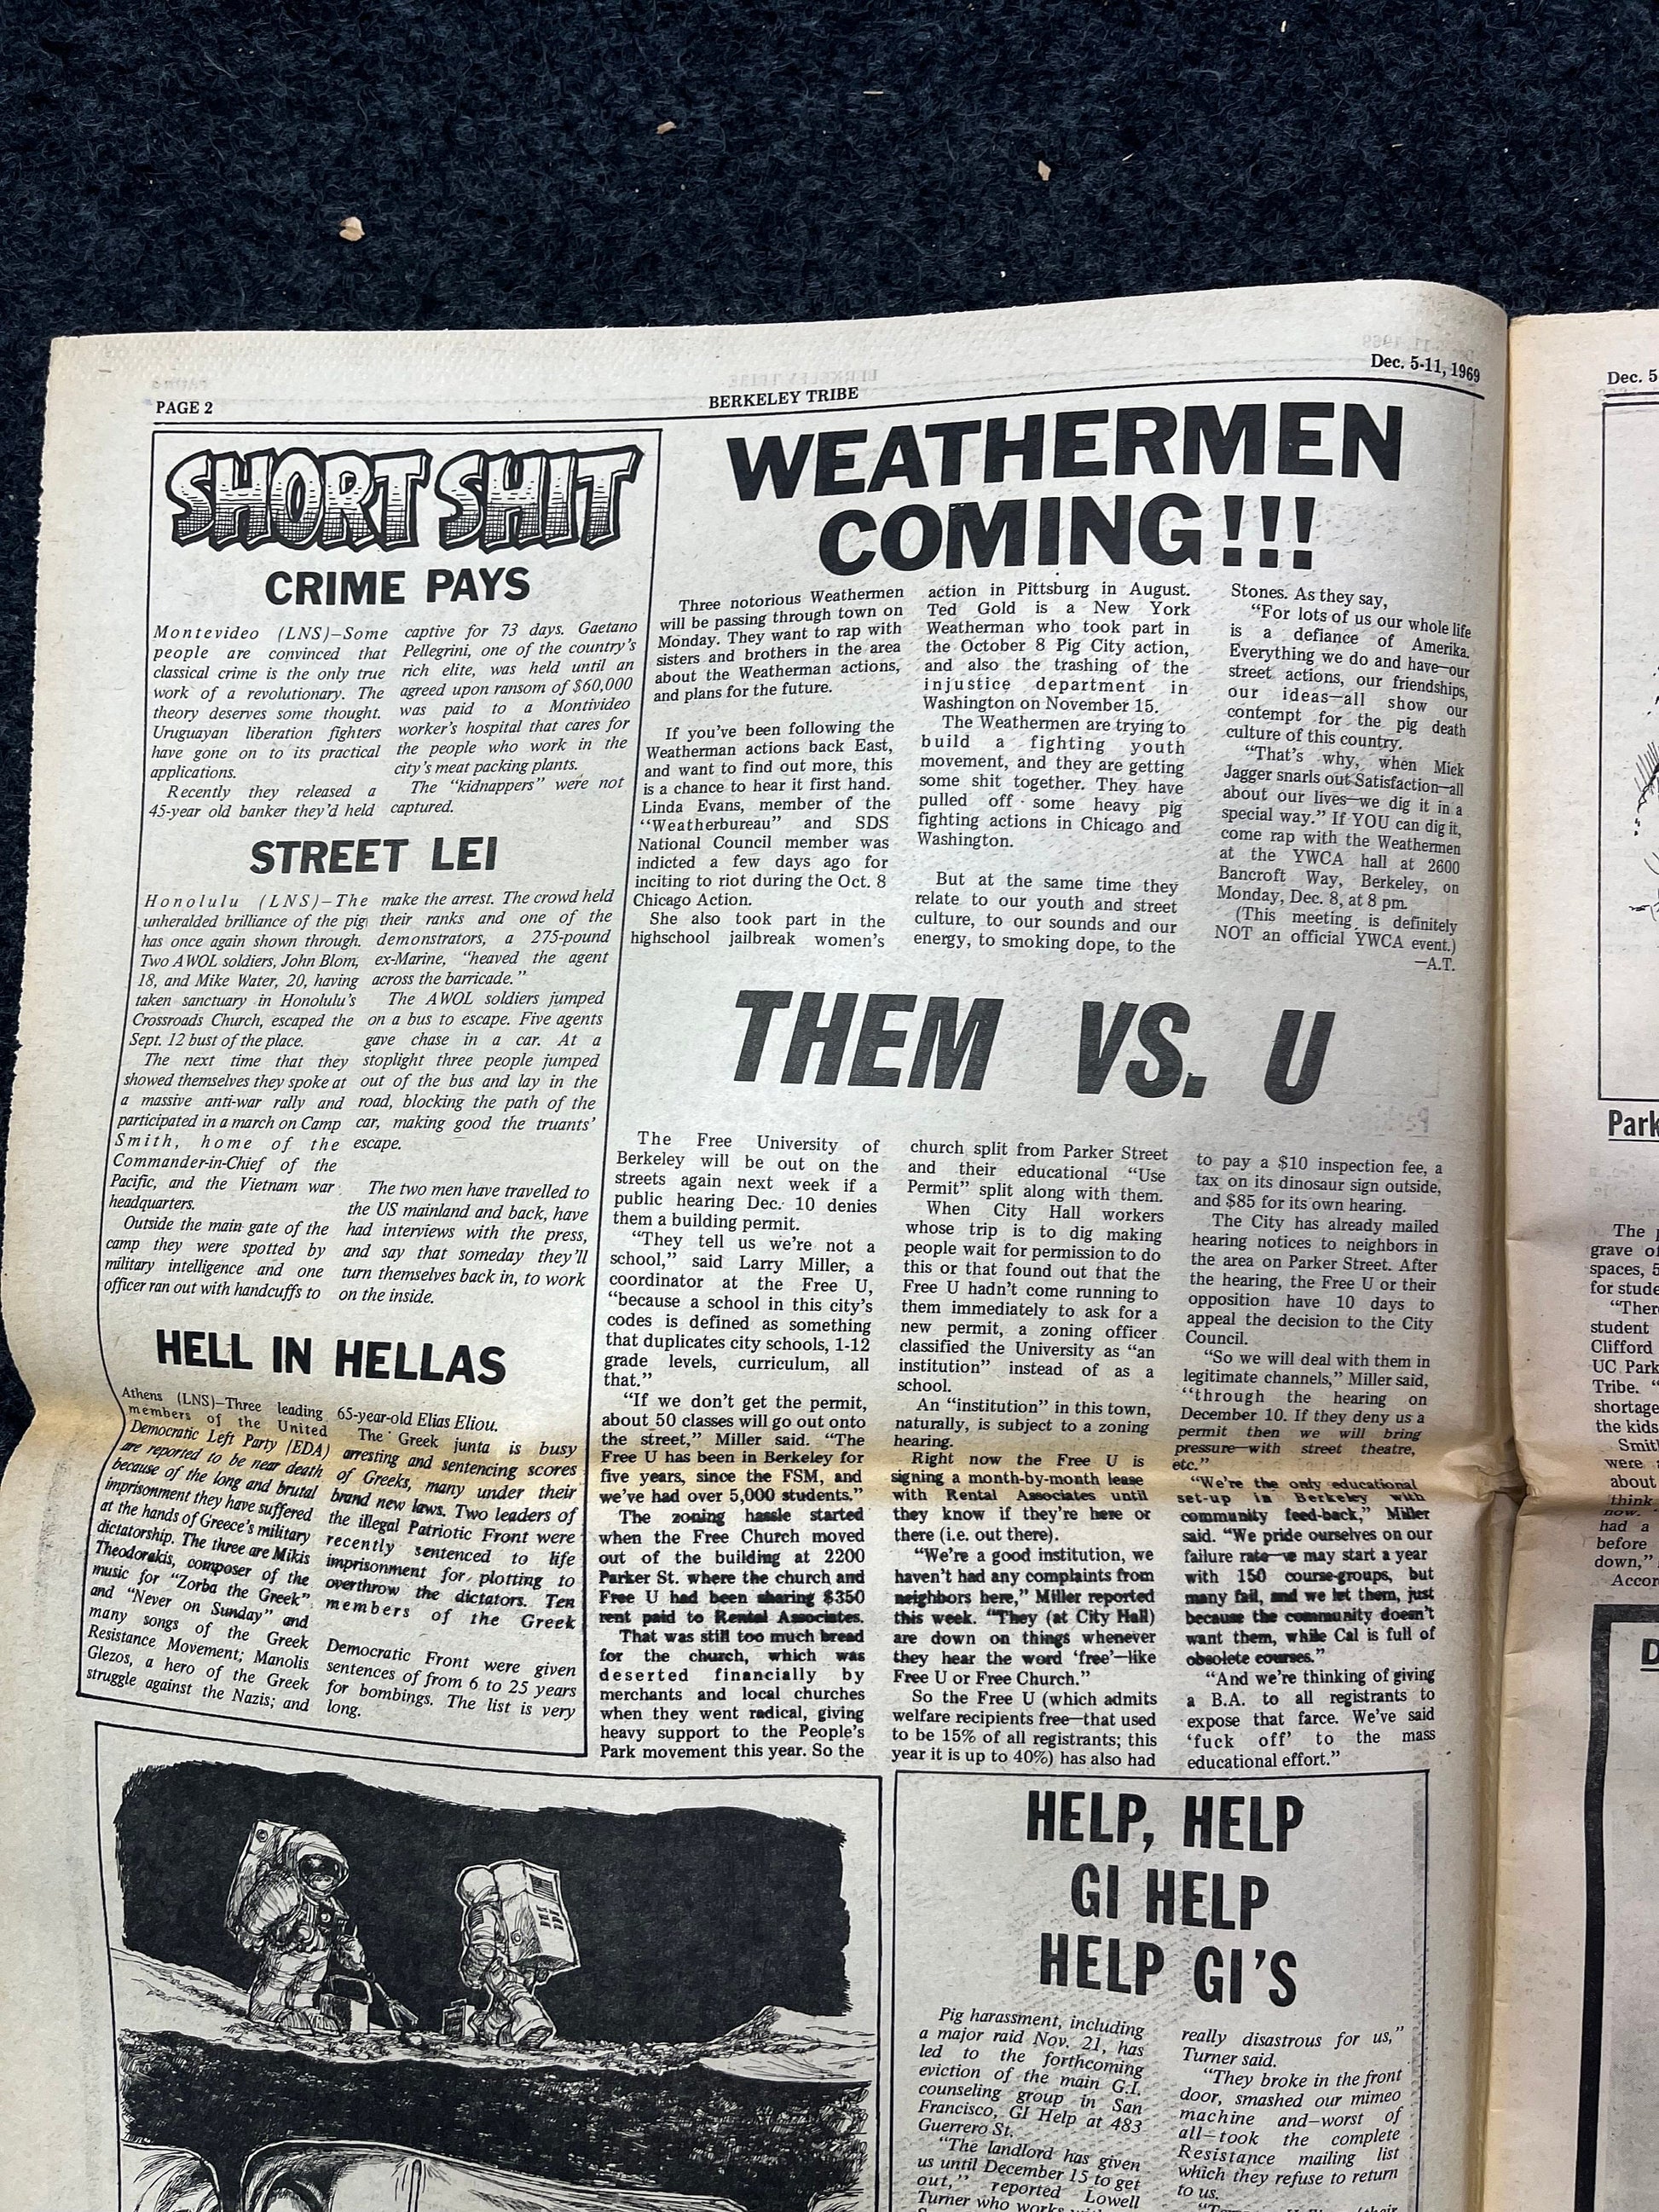 PAGE 2
BERKELEY TRIBE
Dec. 5-11, 1969
SHORT SHIT
CRIME PAYS
Montevideo (LNS)—Some
people are convinced that
classical crime is the only true
work of a revolutionary. The
theory deserves some thought.
Uruguayan liberation fighters
have gone on to its practical
applications.
Recently they released a
45-year old banker they'd held
captive for 73 days. Gaetano
Pellegrini, one of the country's
rich elite, was held until an
agreed upon ransom of $60,000
was paid to a Montivideo
worker's hospital that cares for
the people who work in the
city's meat packing plants.
The "kidnappers" were not
captured.
STREET LEI
Honolulu (LNS)—The
unheralded brilliance of the pig
has once again shown through.
Two AWOL soldiers, John Blom,
18, and Mike Water, 20, having
taken sanctuary in Honolulu's
Crossroads Church, escaped the
Sept. 12 bust of the place.
The next time that they
showed themselves they spoke at
a massive anti-war rally and
participated in a march on Camp
Smith, home of the
Commander-in-Chief of the
Pacific, and the Vietnam war
headquarters.
Outside the main gate of the
camp they were spotted by
military intelligence and one
officer ran out with handcuffs to
make the arrest. The crowd held
their ranks and one of the
demonstrators, a 275-pound
ex-Marine, "heaved the agent
across the barricade."
The AWOL soldiers jumped
on a bus to escape. Five agents
gave chase in a car. At a
stoplight three people jumped
out of the bus and lay in the
road, blocking the path of the
car, making good the truants'
escape.
The two men have travelled to
the US mainland and back, have
had interviews with the press,
and say that someday they'll
turn themselves back in, to work
on the inside.
HELL IN HELLAS
Athens (LNS)—Three leading
members of the United
Democratic Left Party (EDA)
are reported to be near death
because of the long and brutal
imprisonment they have suffered
at the hands of Greece's military
dictatorship. The three are Mikis
Theodorakis, composer of the
music for "Zorba the Greek"
and "Never on Sunday" and
many songs of the Greek
Resistance Movement; Manolis
Glezos, a hero of the Greek
struggle against the Nazis; and
65-year-old Elias Eliou.
The Greek junta is busy
arresting and sentencing scores
of Greeks, many under their
brand new laws. Two leaders of
the illegal Patriotic Front were
recently sentenced to life
imprisonment for plotting to
overthrow the dictators. Ten
members of the Greek
Democratic Front were given
sentences of from 6 to 25 years
for bombings. The list is very
long.
WEATHERMEN
COMING!!!
Three notorious Weathermen
will be passing through town on
Monday. They want to rap with
sisters and brothers in the area
about the Weatherman actions,
and plans for the future.
If you've been following the
Weatherman actions back East,
and want to find out more, this
is a chance to hear it first hand.
Linda Evans, member of the
"Weatherbureau" and SDS
National Council member was
indicted a few days ago for
inciting to riot during the Oct. 8
Chicago Action.
She also took part in the
highschool jailbreak women's
action in Pittsburg in August.
Ted Gold is a New York
Weatherman who took part in
the October 8 Pig City action,
and also the trashing of the
injustice department in
Washington on November 15.
The Weathermen are trying to
build a fighting youth
movement, and they are getting
some shit together. They have
pulled off some heavy pig
fighting actions in Chicago and
Washington.
But at the same time they
relate to our youth and street
culture, to our sounds and our
energy, to smoking dope, to the
Stones. As they say,
"For lots of us our whole life
is a defiance of Amerika.
Everything we do and have—our
street actions, our friendships,
our ideas—all show our
contempt for the pig death
culture of this country.
"That's why, when Mick
Jagger snarls out Satisfaction—all
about our lives—we dig it in a
special way." If YOU can dig it,
come rap with the Weathermen
at the YWCA hall at 2600
Bancroft Way, Berkeley, on
Monday, Dec. 8, at 8 pm.
(This meeting is definitely
NOT an official YWCA event.)
—A.T.
THEM VS. U
The Free University of
Berkeley will be out on the
streets again next week if a
public hearing Dec. 10 denies
them a building permit.
"They tell us we're not a
school," said Larry Miller, a
coordinator at the Free U,
"because a school in this city's
codes is defined as something
that duplicates city schools, 1-12
grade levels, curriculum, all
that."
"If we don't get the permit,
about 50 classes will go out onto
the street," Miller said. "The
Free U has been in Berkeley for
five years, since the FSM, and
we've had over 5,000 students."
The zoning hassle started
when the Free Church moved
out of the building at 2200
Parker St. where the church and
Free U had been sharing $350
rent paid to Rental Associates.
That was still too much bread
for the church, which was
deserted financially by
merchants and local churches
when they went radical, giving
heavy support to the People's
Park movement this year. So the
church split from Parker Street
and their educational "Use
Permit" split along with them.
When City Hall workers
whose trip is to dig making
people wait for permission to do
this or that found out that the
Free U hadn't come running to
them immediately to ask for a
new permit, a zoning officer
classified the University as "an
institution" instead of as a
school.
An "institution" in this town,
naturally, is subject to a zoning
hearing.
Right now the Free U is
signing a month-by-month lease
with Rental Associates until
they know if they're here or
there (i.e. out there).
"We're a good institution, we
haven't had any complaints from
neighbors here," Miller reported
this week. "They (at City Hall)
are down on things whenever
they hear the word 'free'—like
Free U or Free Church."
So the Free U (which admits
welfare recipients free—that used
to be 15% of all registrants; this
year it is up to 40%) has also had
to pay a $10 inspection fee, a
tax on its dinosaur sign outside,
and $85 for its own hearing.
The City has already mailed
hearing notices to neighbors in
the area on Parker Street. After
the hearing, the Free U or their
opposition have 10 days to
appeal the decision to the City
Council.
"So we will deal with them in
legitimate channels," Miller said,
"through the hearing on
December 10. If they deny us a
permit then we will bring
pressure—with street theatre,
etc."
"We're the only educational
set-up in Berkeley with
community feed-back," Miller
said. "We pride ourselves on our
failure rate—we may start a year
with 150 course-groups, but
many fail, and we let them, just
because the community doesn't
want them, while Cal is full of
obsolete courses."
"And we're thinking of giving
a B.A. to all registrants to
expose that farce. We've said
'fuck off' to the mass
educational effort."
HELP, HELP
GI HELP
HELP GI'S
Pig harassment, including
a major raid Nov. 21, has
led to the forthcoming
eviction of the main G.I.
counseling group in San
Francisco, GI Help at 483
Guerrero St.
"The landlord has given
us until December 15 to get
out," reported Lowell
Turner who works
really disastrous for us,"
Turner said.
"They broke in the front
door, smashed our mimeo
machine and—worst of
all—took the complete
Resistance mailing list
which they refuse to return
to us.
Dec. 5
Park
The
grave of
spaces, 5
for stude
"Ther
student
Clifford
UC Park
Tribe. "
shortage
the kids
Smit
were
about
think
now.
had a
before
down,"
Accor
D